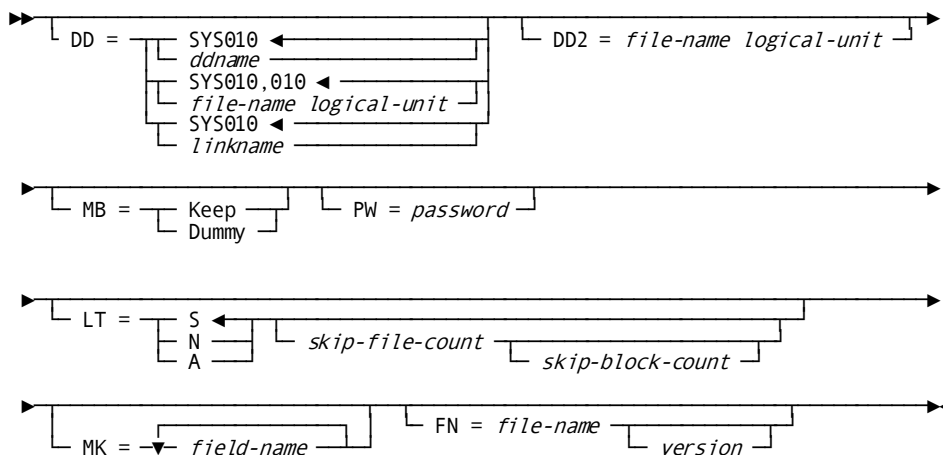 DD = SYS010 DD2 = file-name logical-unit
ddname
SYS010,010
file-name logical-unit
SYS010
linkname
MB = Keep PW = password
Dummy
LT = S
N skip-file-count
A skip-block-count
MK = field-name FN = file-name
version